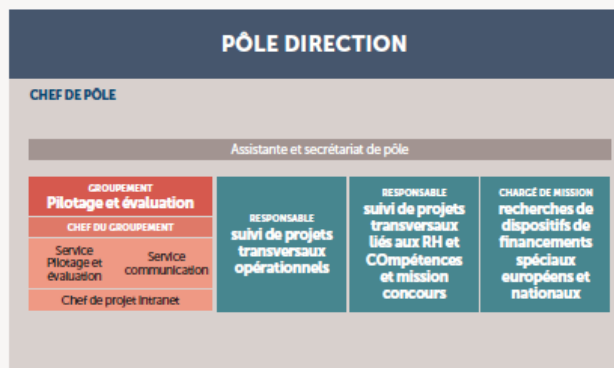 PÔLE DIRECTION
CHEF DE PÔLE
Assistante et secrétariat de pôle
GROUPEMENT
Pilotage et évaluation
CHEF DU GROUPEMENT
Service
Pilotage et
évaluation
Service
communication
Chef de projet Intranet
RESPONSABLE
suivi de projets
transversaux
opérationnels
RESPONSABLE
suivi de projets
transversaux
liés aux RH et
COmpétences
et mission
concours
CHARGÉ DE MISSION
recherches de
dispositifs de
financements
spéciaux
européens et
nationaux